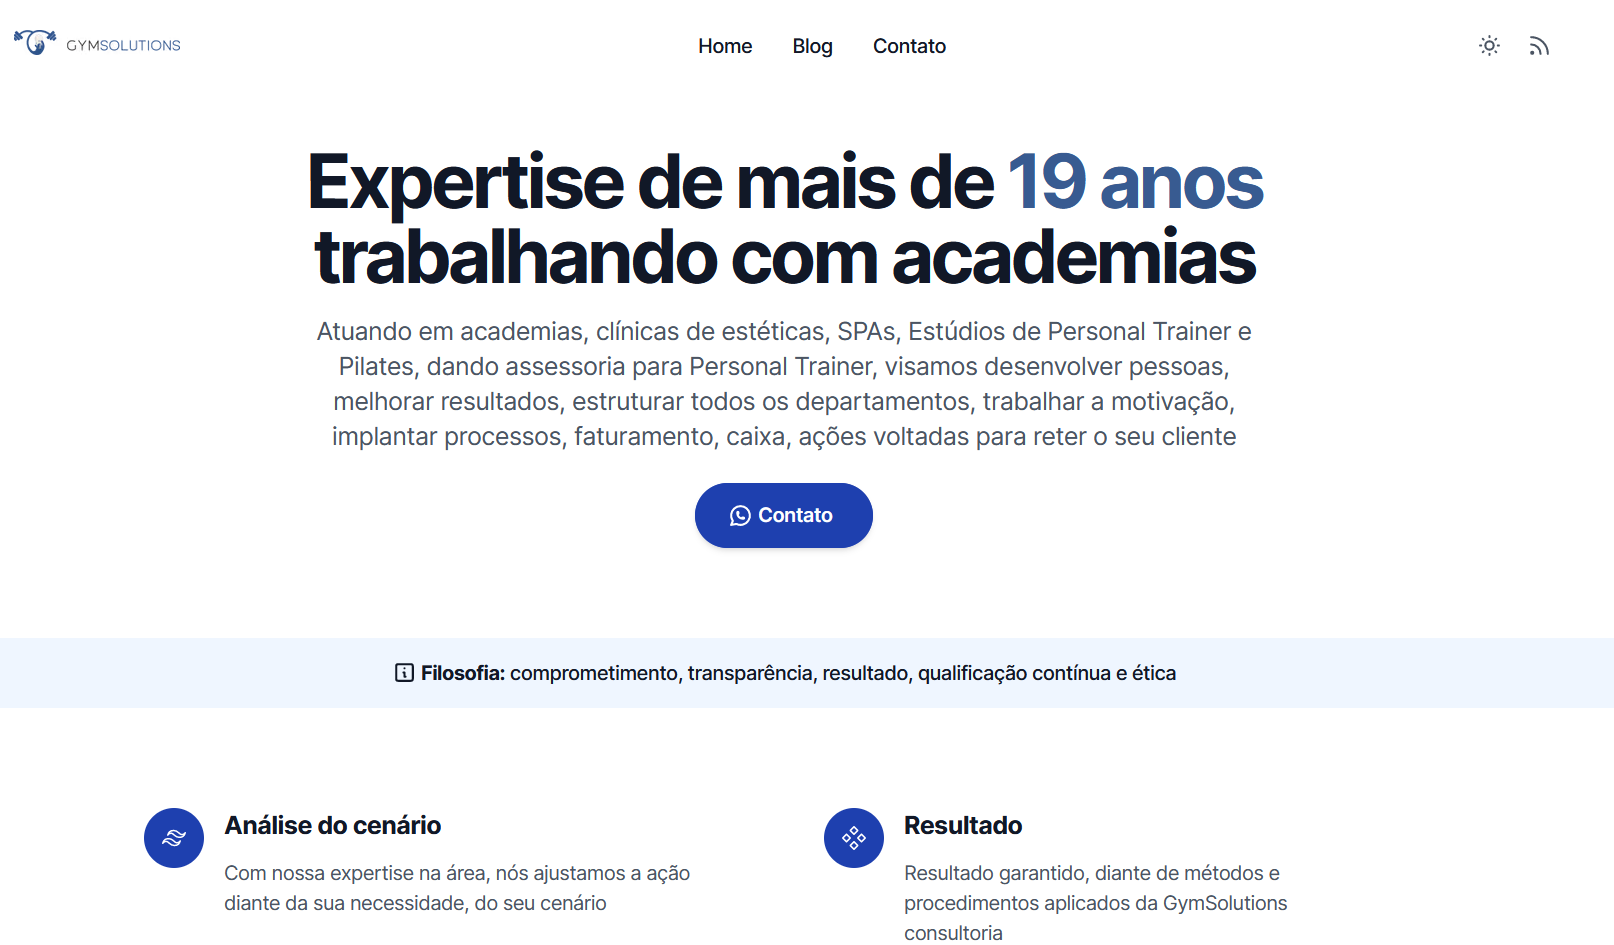 GYMSOLUTIONS
Home Blog Contato
Expertise de mais de 19 anos
trabalhando com academias
Atuando em academias, clínicas de estéticas, SPAs, Estúdios de Personal Trainer e
Pilates, dando assessoria para Personal Trainer, visamos desenvolver pessoas,
melhorar resultados, estruturar todos os departamentos, trabalhar a motivação,
implantar processos, faturamento, caixa, ações voltadas para reter o seu cliente
Contato
Filosofia: comprometimento, transparência, resultado, qualificação contínua e ética
Análise do cenário
Com nossa expertise na área, nós ajustamos a ação
diante da sua necessidade, do seu cenário
Resultado
Resultado garantido, diante de métodos e
procedimentos aplicados da GymSolutions
consultoria